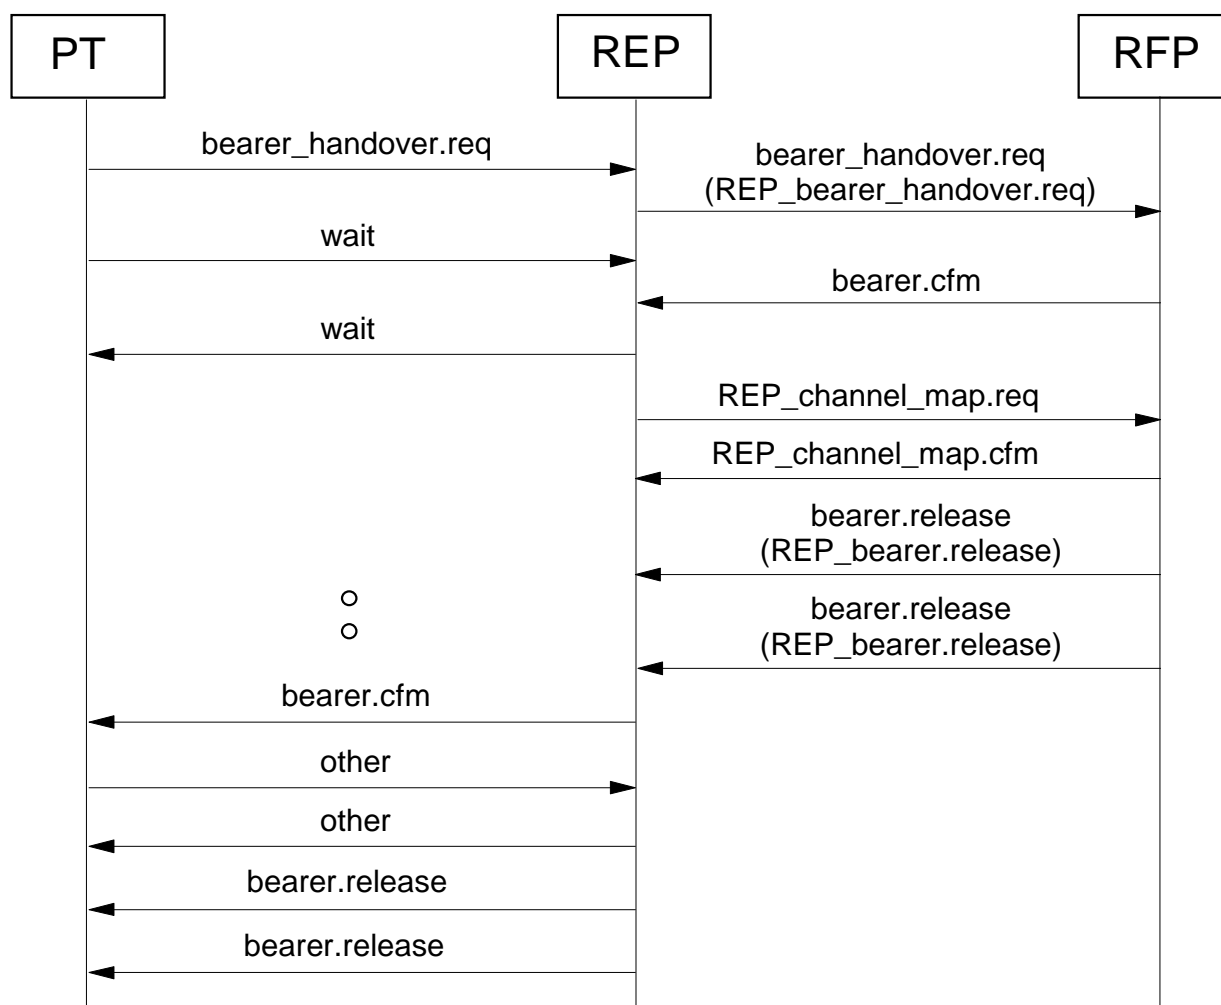 PT
REP
RFP
bearer_handover.req
bearer_handover.req
(REP_bearer_handover.req)
wait
bearer.cfm
wait
REP_channel_map.req
REP_channel_map.cfm
bearer.release
(REP_bearer.release)
bearer.release
(REP_bearer.release)
bearer.cfm
other
other
bearer.release
bearer.release